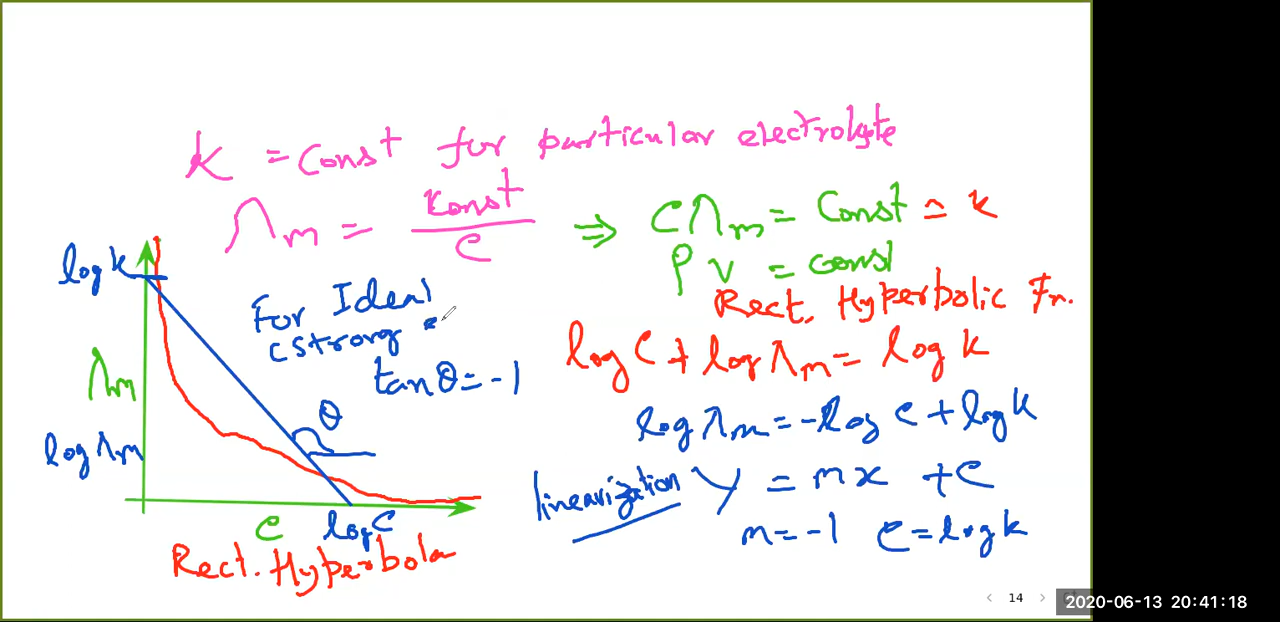 K = const for particular electrolyte
Λm = Konst / C ⇒ CΛm = Const = k
PV = const
Rect. Hyperbolic Fn.
log C + log Λm = log k
log Λm = -log C + log k
linearization Y = mx + c
m = -1 c = log k
log k
For Ideal
(Strong e
tan θ = -1
θ
Λm
log Λm
C log C
Rect. Hyperbola
14
2020-06-13 20:41:18